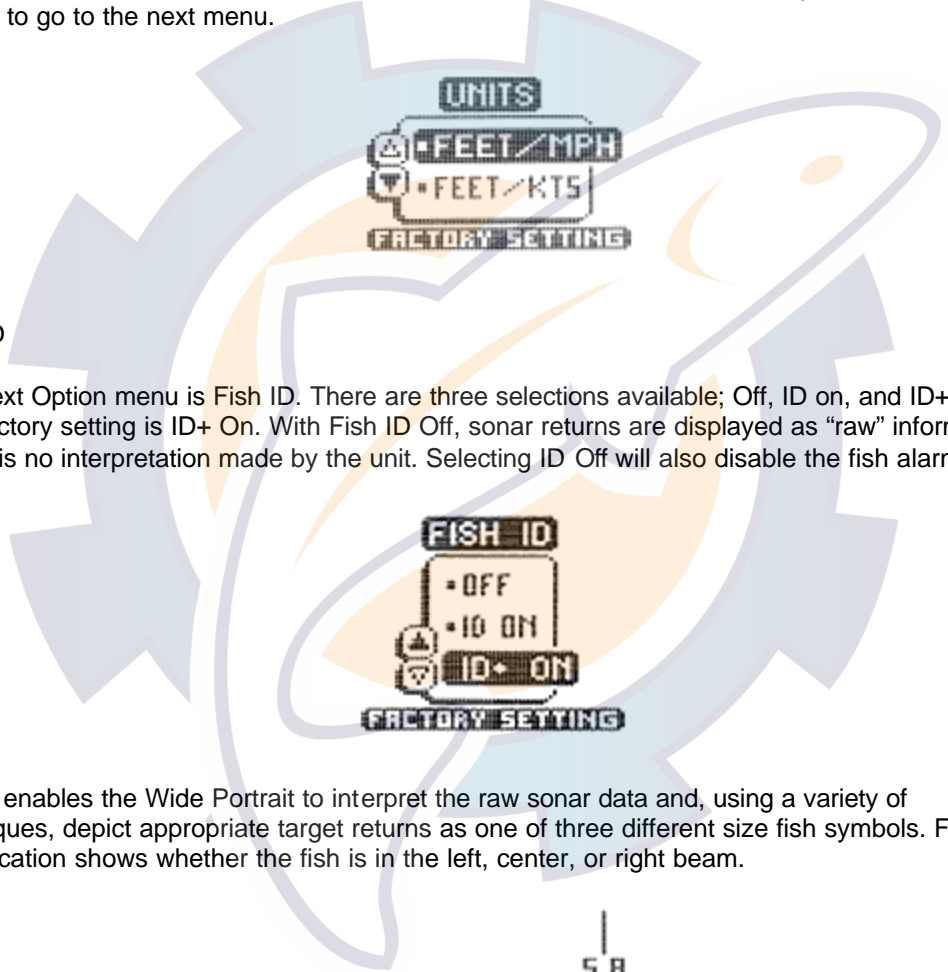 to go to the next menu.
UNITS
FEET/MPH
FEET/KTS
FACTORY SETTING
ext Option menu is Fish ID. There are three selections available; Off, ID on, and ID+
ctory setting is ID+ On. With Fish ID Off, sonar returns are displayed as “raw” infor
is no interpretation made by the unit. Selecting ID Off will also disable the fish alar
FISH ID
OFF
ID ON
ID+ ON
FACTORY SETTING
enables the Wide Portrait to interpret the raw sonar data and, using a variety of
ques, depict appropriate target returns as one of three different size fish symbols. F
cation shows whether the fish is in the left, center, or right beam.